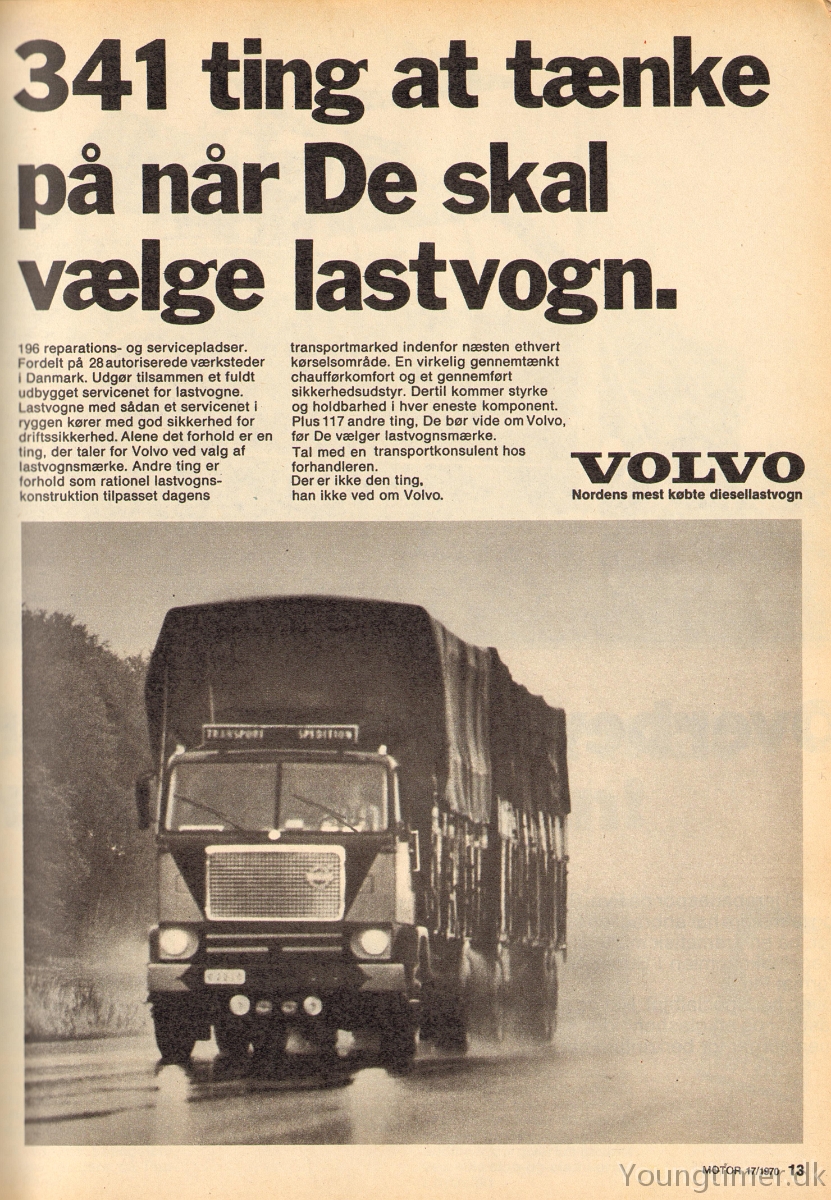 341 ting at tænke
på når De skal
vælge lastvogn.
196 reparations- og servicepladser.
Fordelt på 28 autoriserede værksteder
i Danmark. Udgør tilsammen et fuldt
udbygget servicenet for lastvogne.
Lastvogne med sådan et servicenet i
ryggen kører med god sikkerhed for
driftssikkerhed. Alene det forhold er en
ting, der taler for Volvo ved valg af
lastvognsmærke. Andre ting er
forhold som rationel lastvogns-
konstruktion tilpasset dagens
transportmarked indenfor næsten ethvert
kørselsområde. En virkelig gennemtænkt
chaufførkomfort og et gennemført
sikkerhedsudstyr. Dertil kommer styrke
og holdbarhed i hver eneste komponent.
Plus 117 andre ting, De bør vide om Volvo,
før De vælger lastvognsmærke.
Tal med en transportkonsulent hos
forhandleren.
Der er ikke den ting,
han ikke ved om Volvo.
VOLVO
Nordens mest købte diesellastvogn
TRANSPORT SPEDITION
MOTOR 17/1970 - 13
Youngtimer.dk